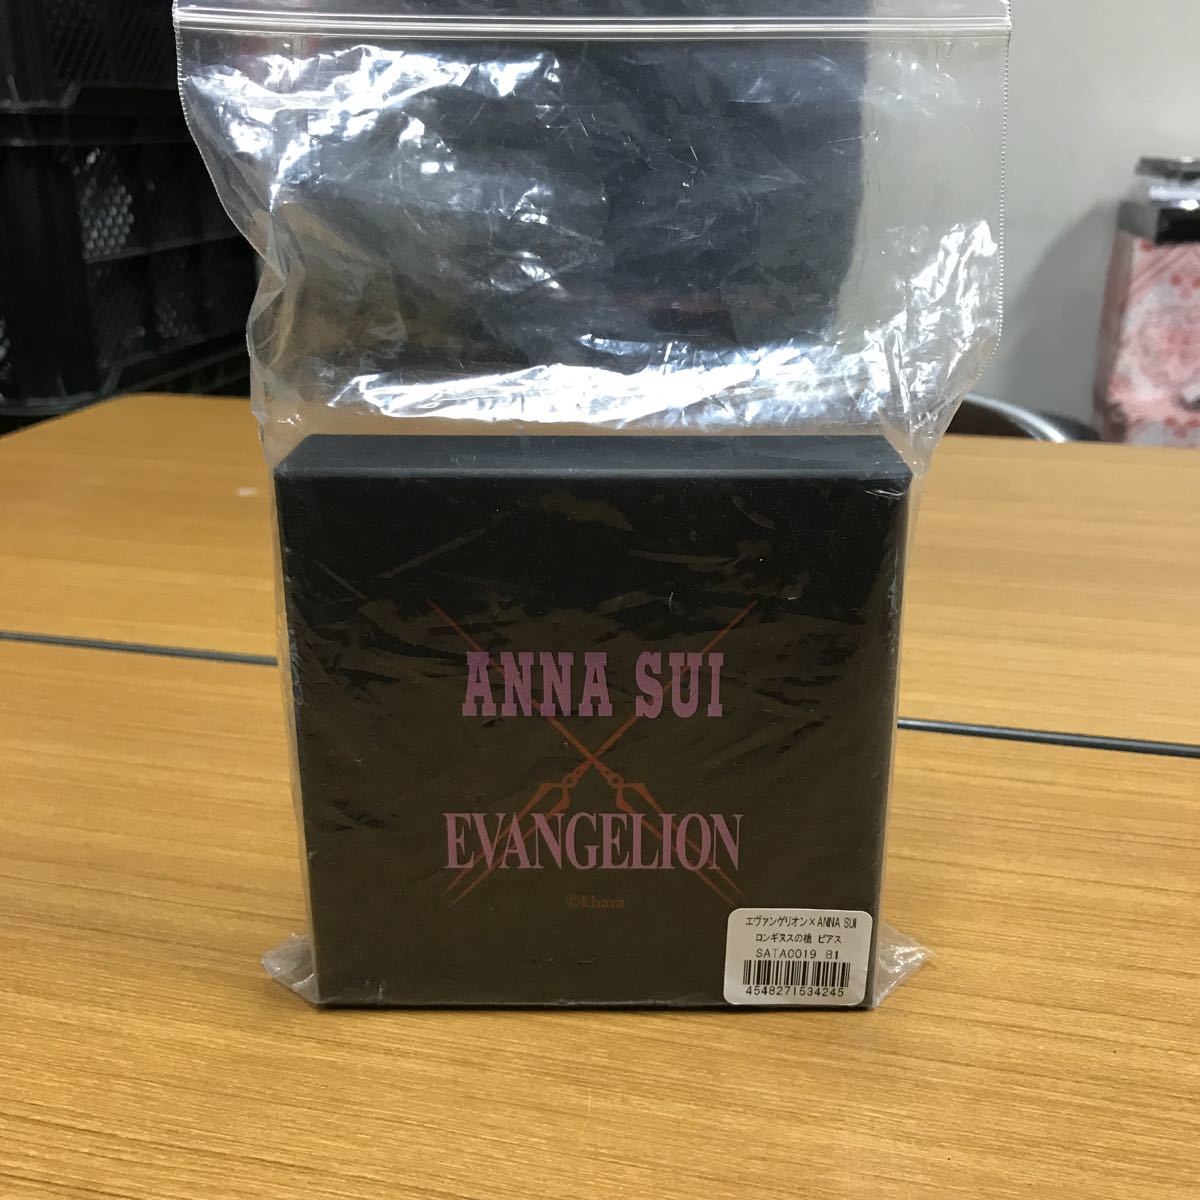 ANNA SUI
EVANGELION
©khara
エヴァンゲリオン×ANNA SUI
ロンギヌスの槍 ピアス
SATA0019 B1
4548271534245